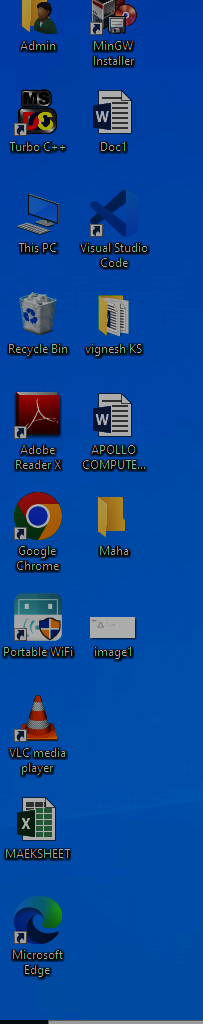 Admin
MinGW
Installer
MS
Turbo C++
W
Doc1
This PC
Visual Studio
Code
Recycle Bin
vignesh KS
Adobe
Reader X
W
APOLLO
COMPUTE...
Google
Chrome
Maha
Portable WiFi
image1
VLC media
player
X
MAEKSHEET
Microsoft
Edge